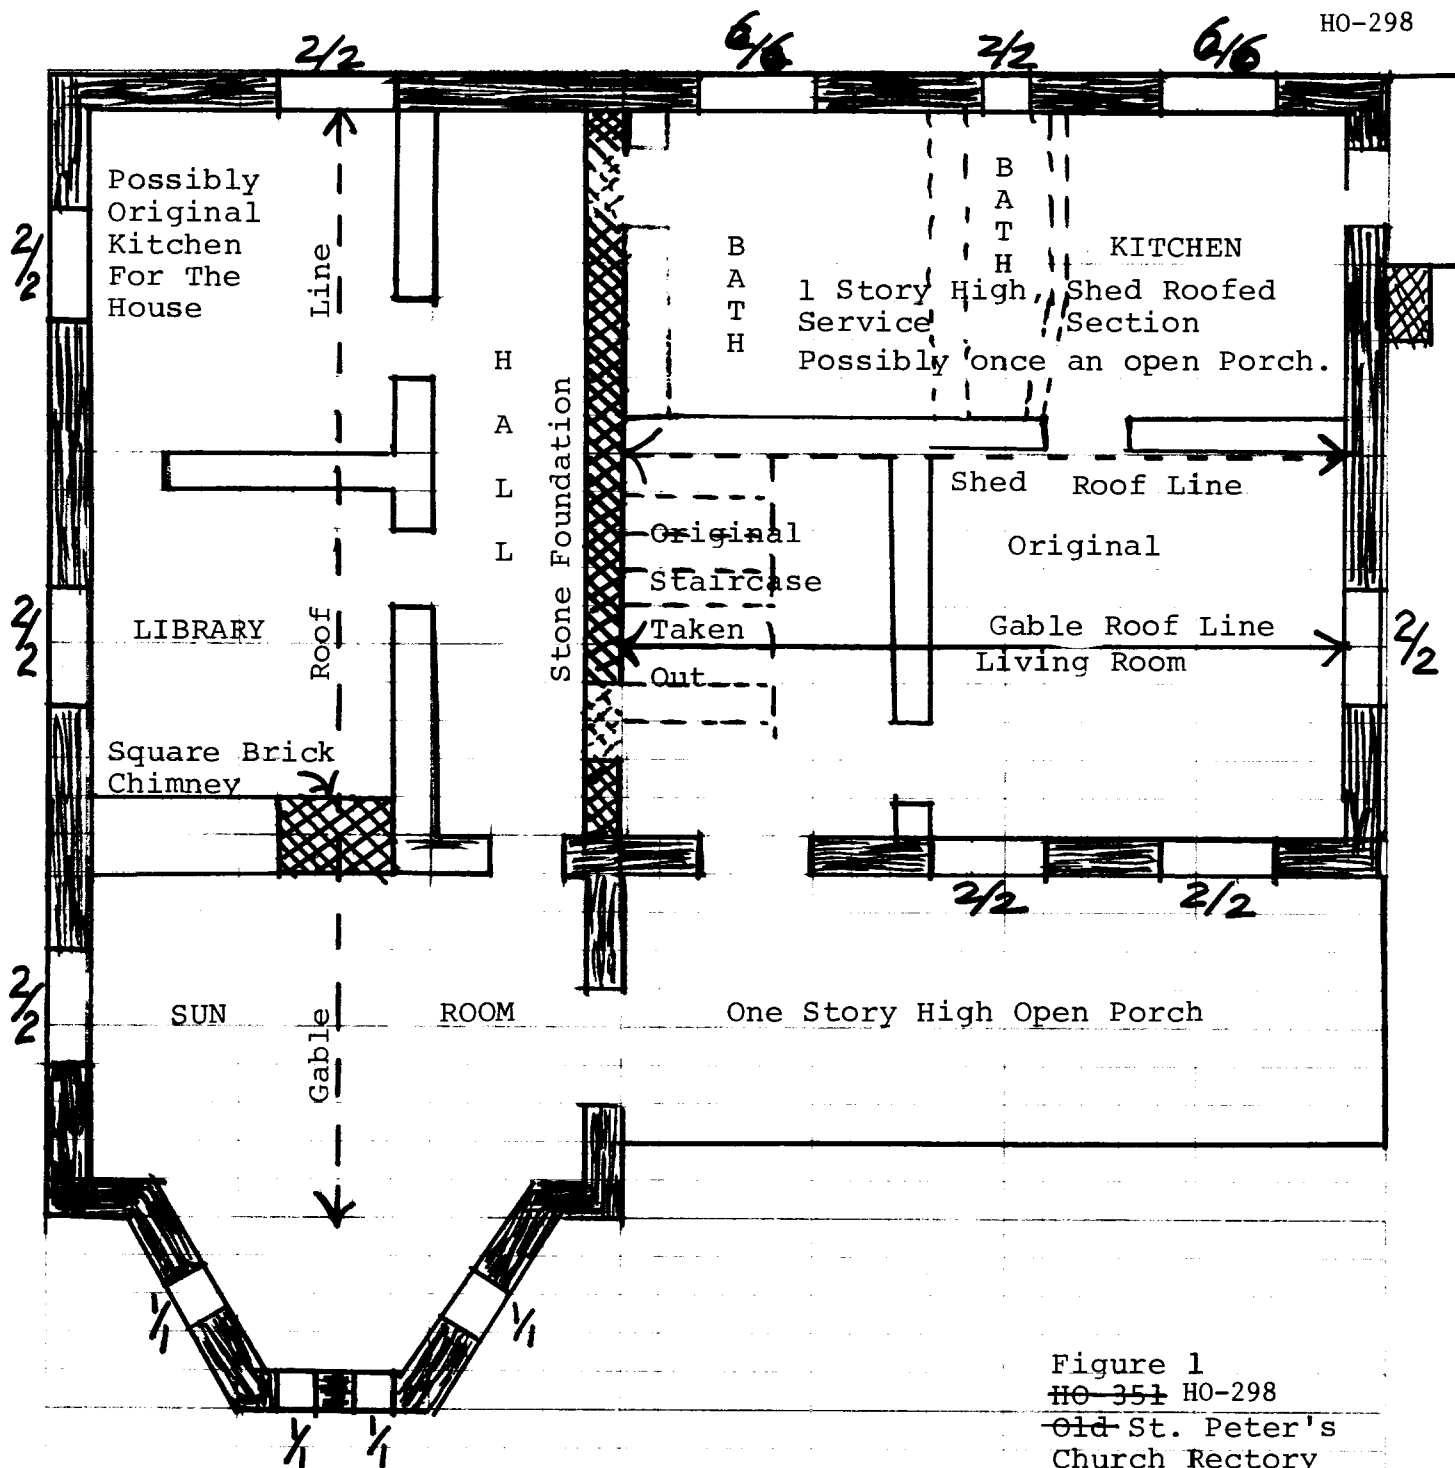 HO-298
2/2
6/6
2/2
6/6
Possibly
Original
Kitchen
For The
House
2/2
Line
Roof
Gable
HALL
Stone Foundation
BATH
BATH
KITCHEN
1 Story High, Shed Roofed
Service Section
Possibly once an open Porch.
Shed Roof Line
Original
Staircase
Taken
Out
Original
Gable Roof Line
Living Room
2/2
LIBRARY
2/2
Square Brick
Chimney
2/2
2/2
2/2
SUN ROOM
One Story High Open Porch
1/1
1/1
1/1
1/1
Figure 1
HO-351 HO-298
Old St. Peter's
Church Rectory